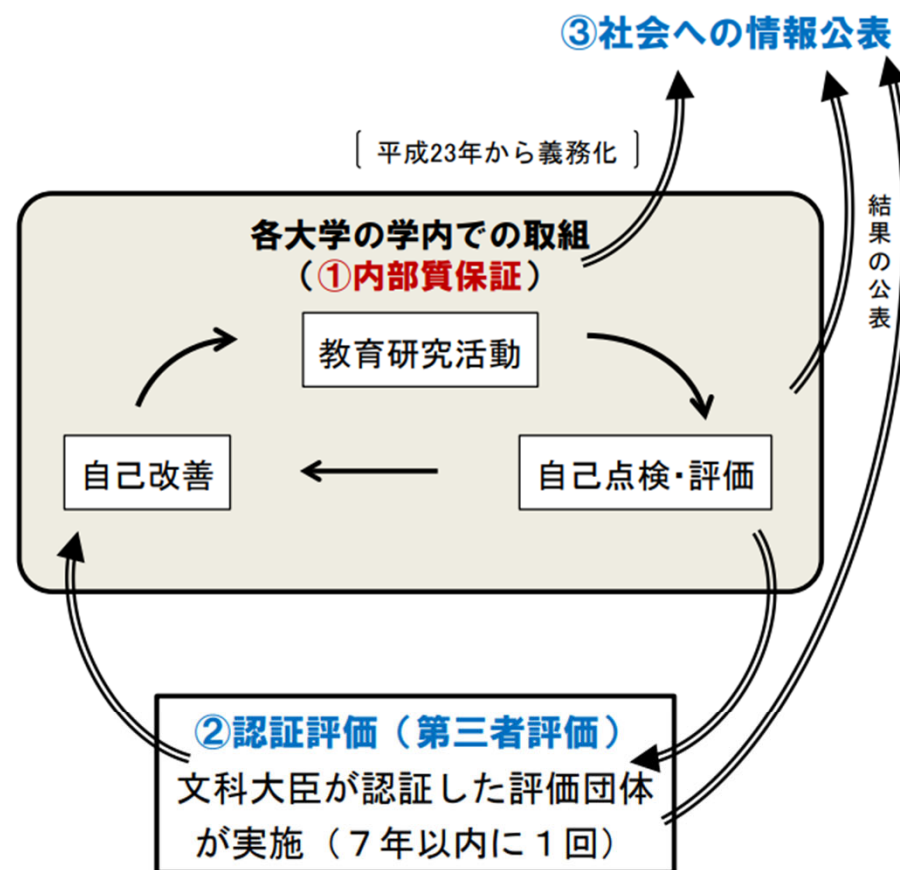 ③社会への情報公表
〔 平成23年から義務化 〕
各大学の学内での取組
（①内部質保証）
教育研究活動
結果の公表
自己改善
自己点検・評価
②認証評価（第三者評価）
文科大臣が認証した評価団体
が実施（７年以内に１回）